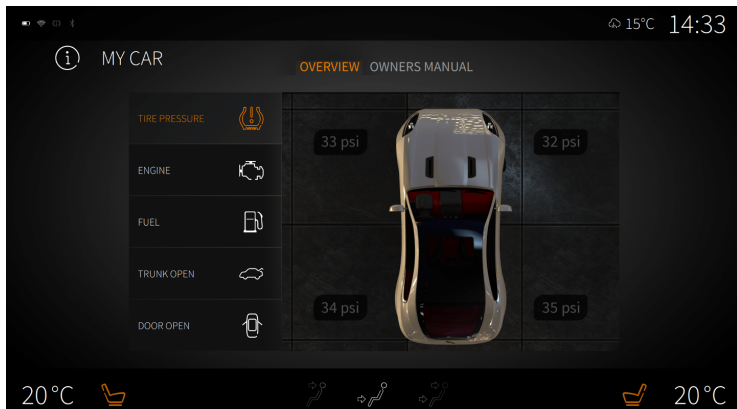 15°C 14:33
MY CAR
OVERVIEW OWNERS MANUAL
TIRE PRESSURE
33 psi 32 psi
ENGINE
FUEL
TRUNK OPEN
34 psi 35 psi
DOOR OPEN
20°C 20°C